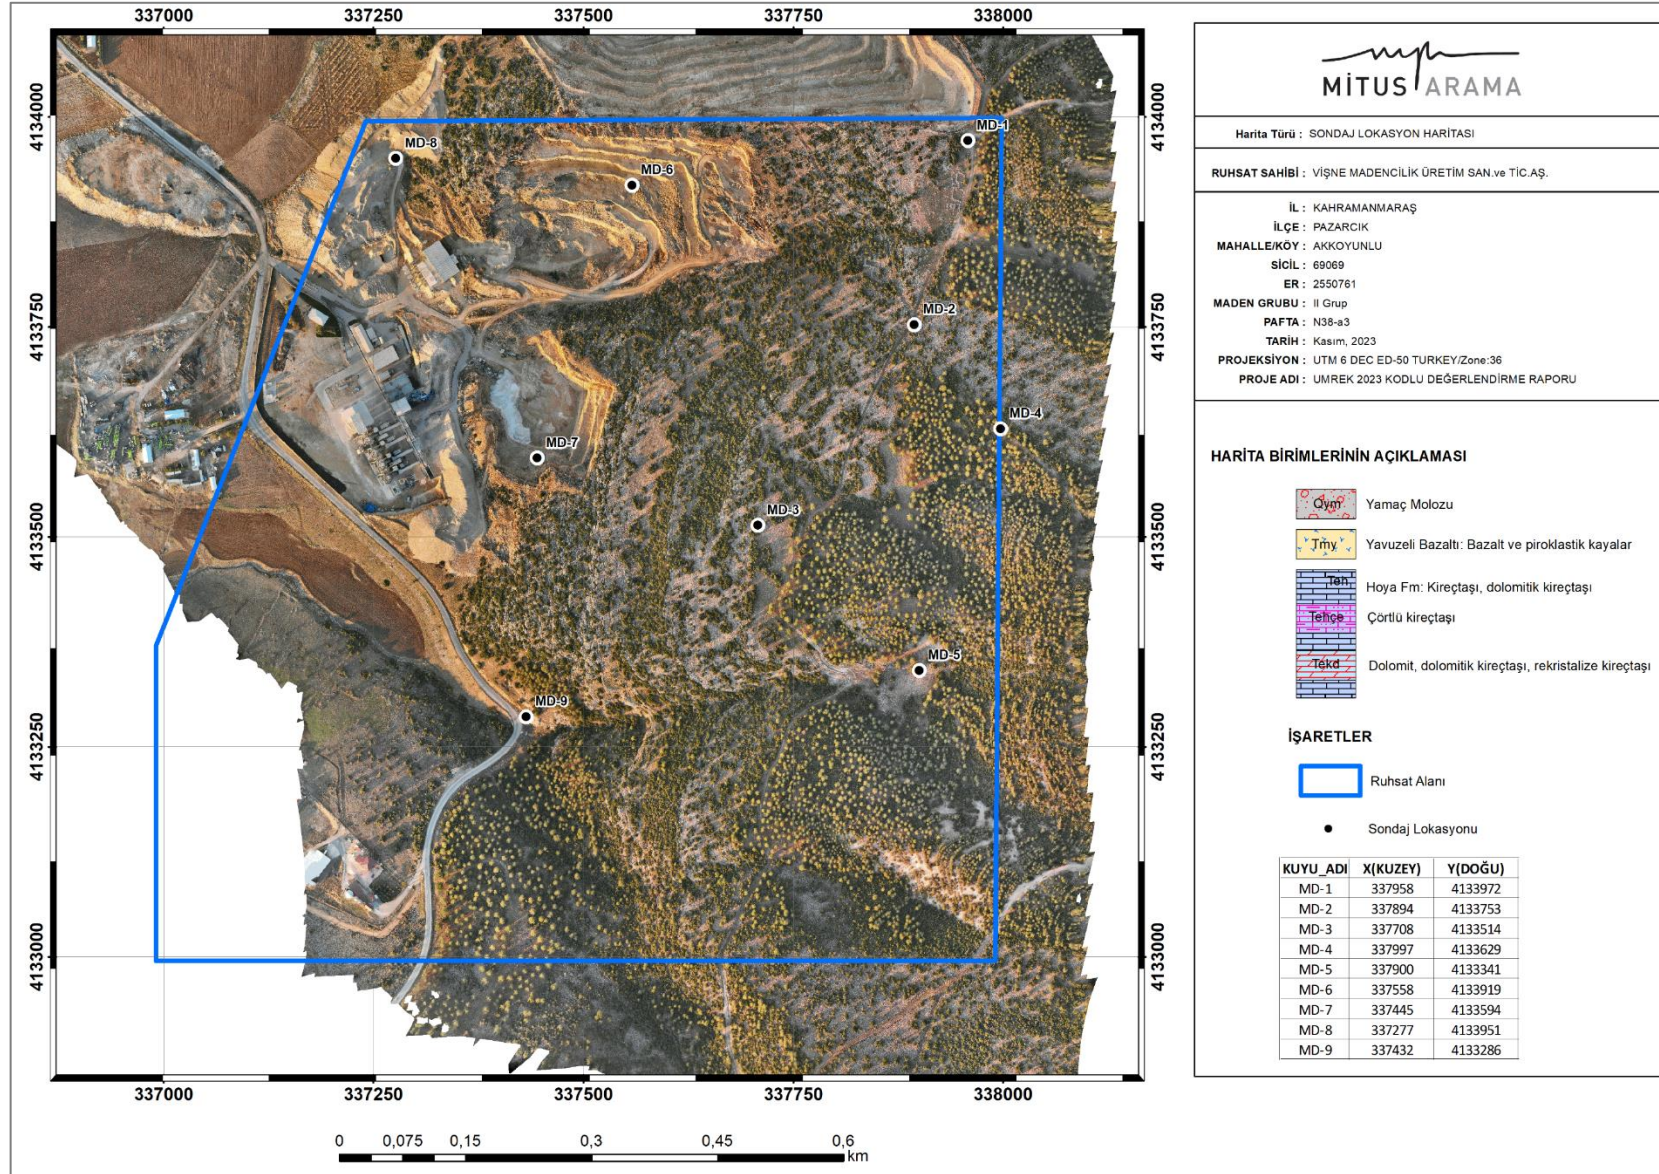 337000 337250 337500 337750 338000
4134000
4133750
4133500
4133250
4133000
4134000
4133750
4133500
4133250
4133000
MD-1
MD-8
MD-6
MD-2
MD-4
MD-7
MD-3
MD-5
MD-9
337000 337250 337500 337750 338000
0 0,075 0,15 0,3 0,45 0,6
km
MİTUS ARAMA
Harita Türü : SONDAJ LOKASYON HARİTASI
RUHSAT SAHİBİ : VİŞNE MADENCİLİK ÜRETİM SAN.ve TİC.AŞ.
İL : KAHRAMANMARAŞ
İLÇE : PAZARCIK
MAHALLE/KÖY : AKKOYUNLU
SİCİL : 69069
ER : 2550761
MADEN GRUBU : II Grup
PAFTA : N38-a3
TARİH : Kasım, 2023
PROJEKSİYON : UTM 6 DEC ED-50 TURKEY/Zone:36
PROJE ADI : UMREK 2023 KODLU DEĞERLENDİRME RAPORU
HARİTA BİRİMLERİNİN AÇIKLAMASI
Qym Yamaç Molozu
Tmy Yavuzeli Bazaltı: Bazalt ve piroklastik kayalar
Teh Hoya Fm: Kireçtaşı, dolomitik kireçtaşı
Tehçe Çörtlü kireçtaşı
Tekd Dolomit, dolomitik kireçtaşı, rekristalize kireçtaşı
İŞARETLER
Ruhsat Alanı
Sondaj Lokasyonu
KUYU_ADI X(KUZEY) Y(DOĞU)
MD-1 337958 4133972
MD-2 337894 4133753
MD-3 337708 4133514
MD-4 337997 4133629
MD-5 337900 4133341
MD-6 337558 4133919
MD-7 337445 4133594
MD-8 337277 4133951
MD-9 337432 4133286